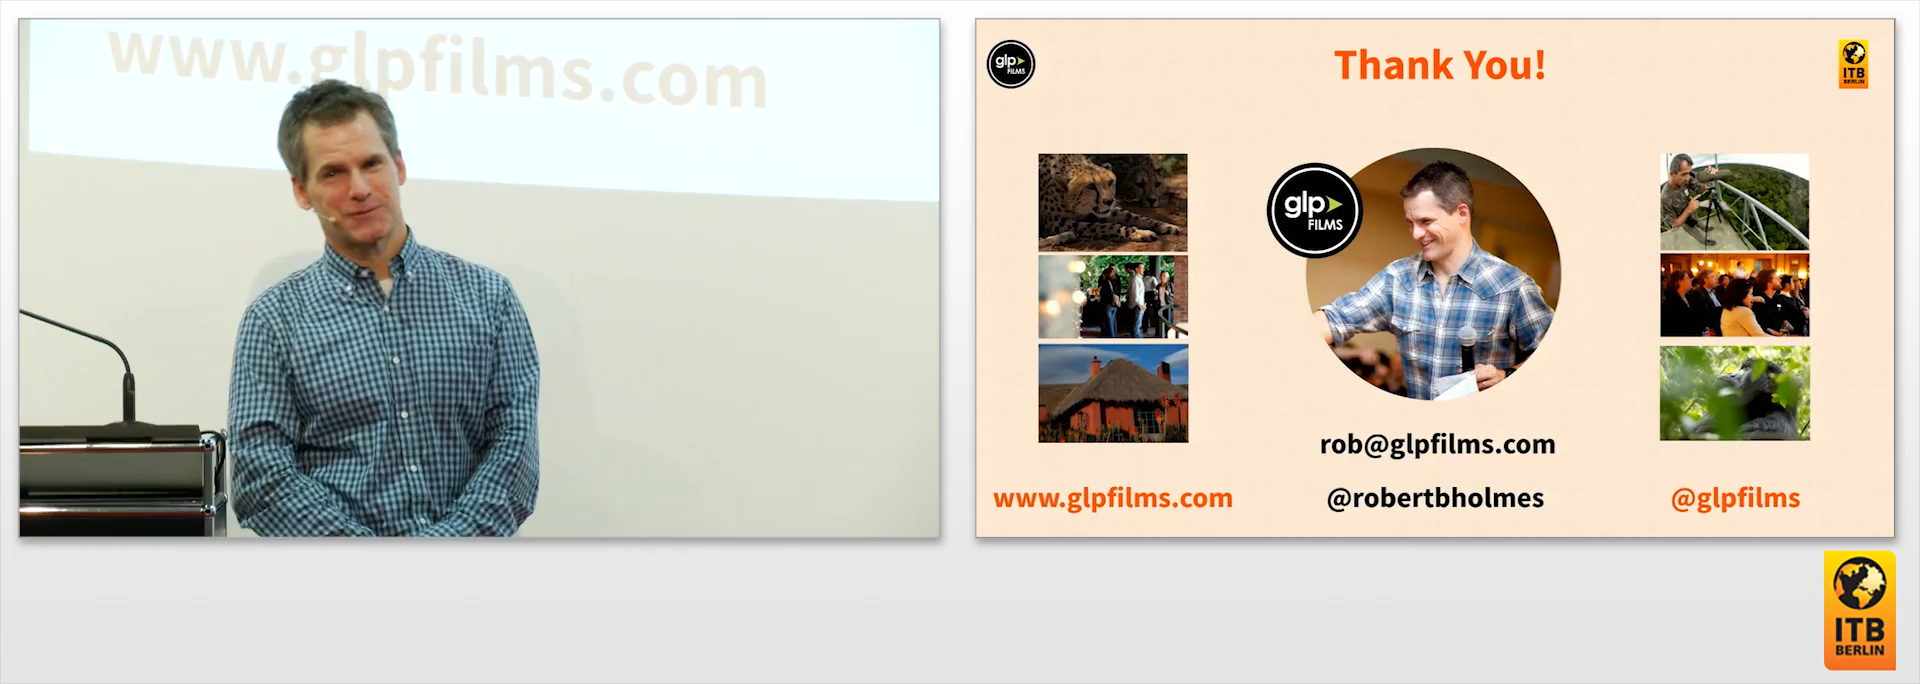 www.glpfilms.com
glp
FILMS
Thank You!
ITB
BERLIN
glp
FILMS
rob@glpfilms.com
www.glpfilms.com
@robertbholmes
@glpfilms
ITB
BERLIN